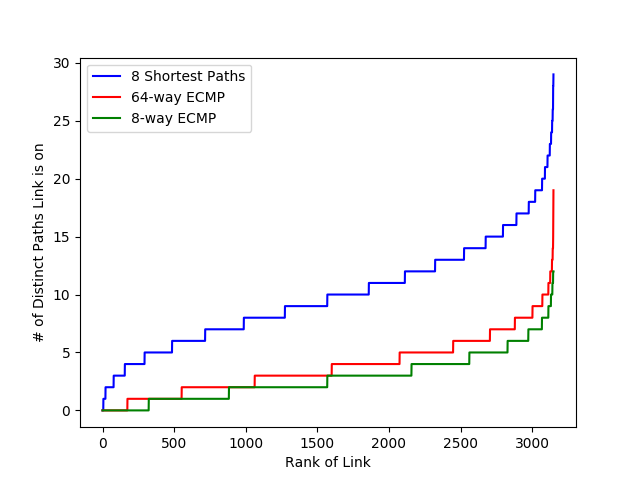 8 Shortest Paths
64-way ECMP
8-way ECMP
# of Distinct Paths Link is on
30
25
20
15
10
5
0
0 500 1000 1500 2000 2500 3000
Rank of Link